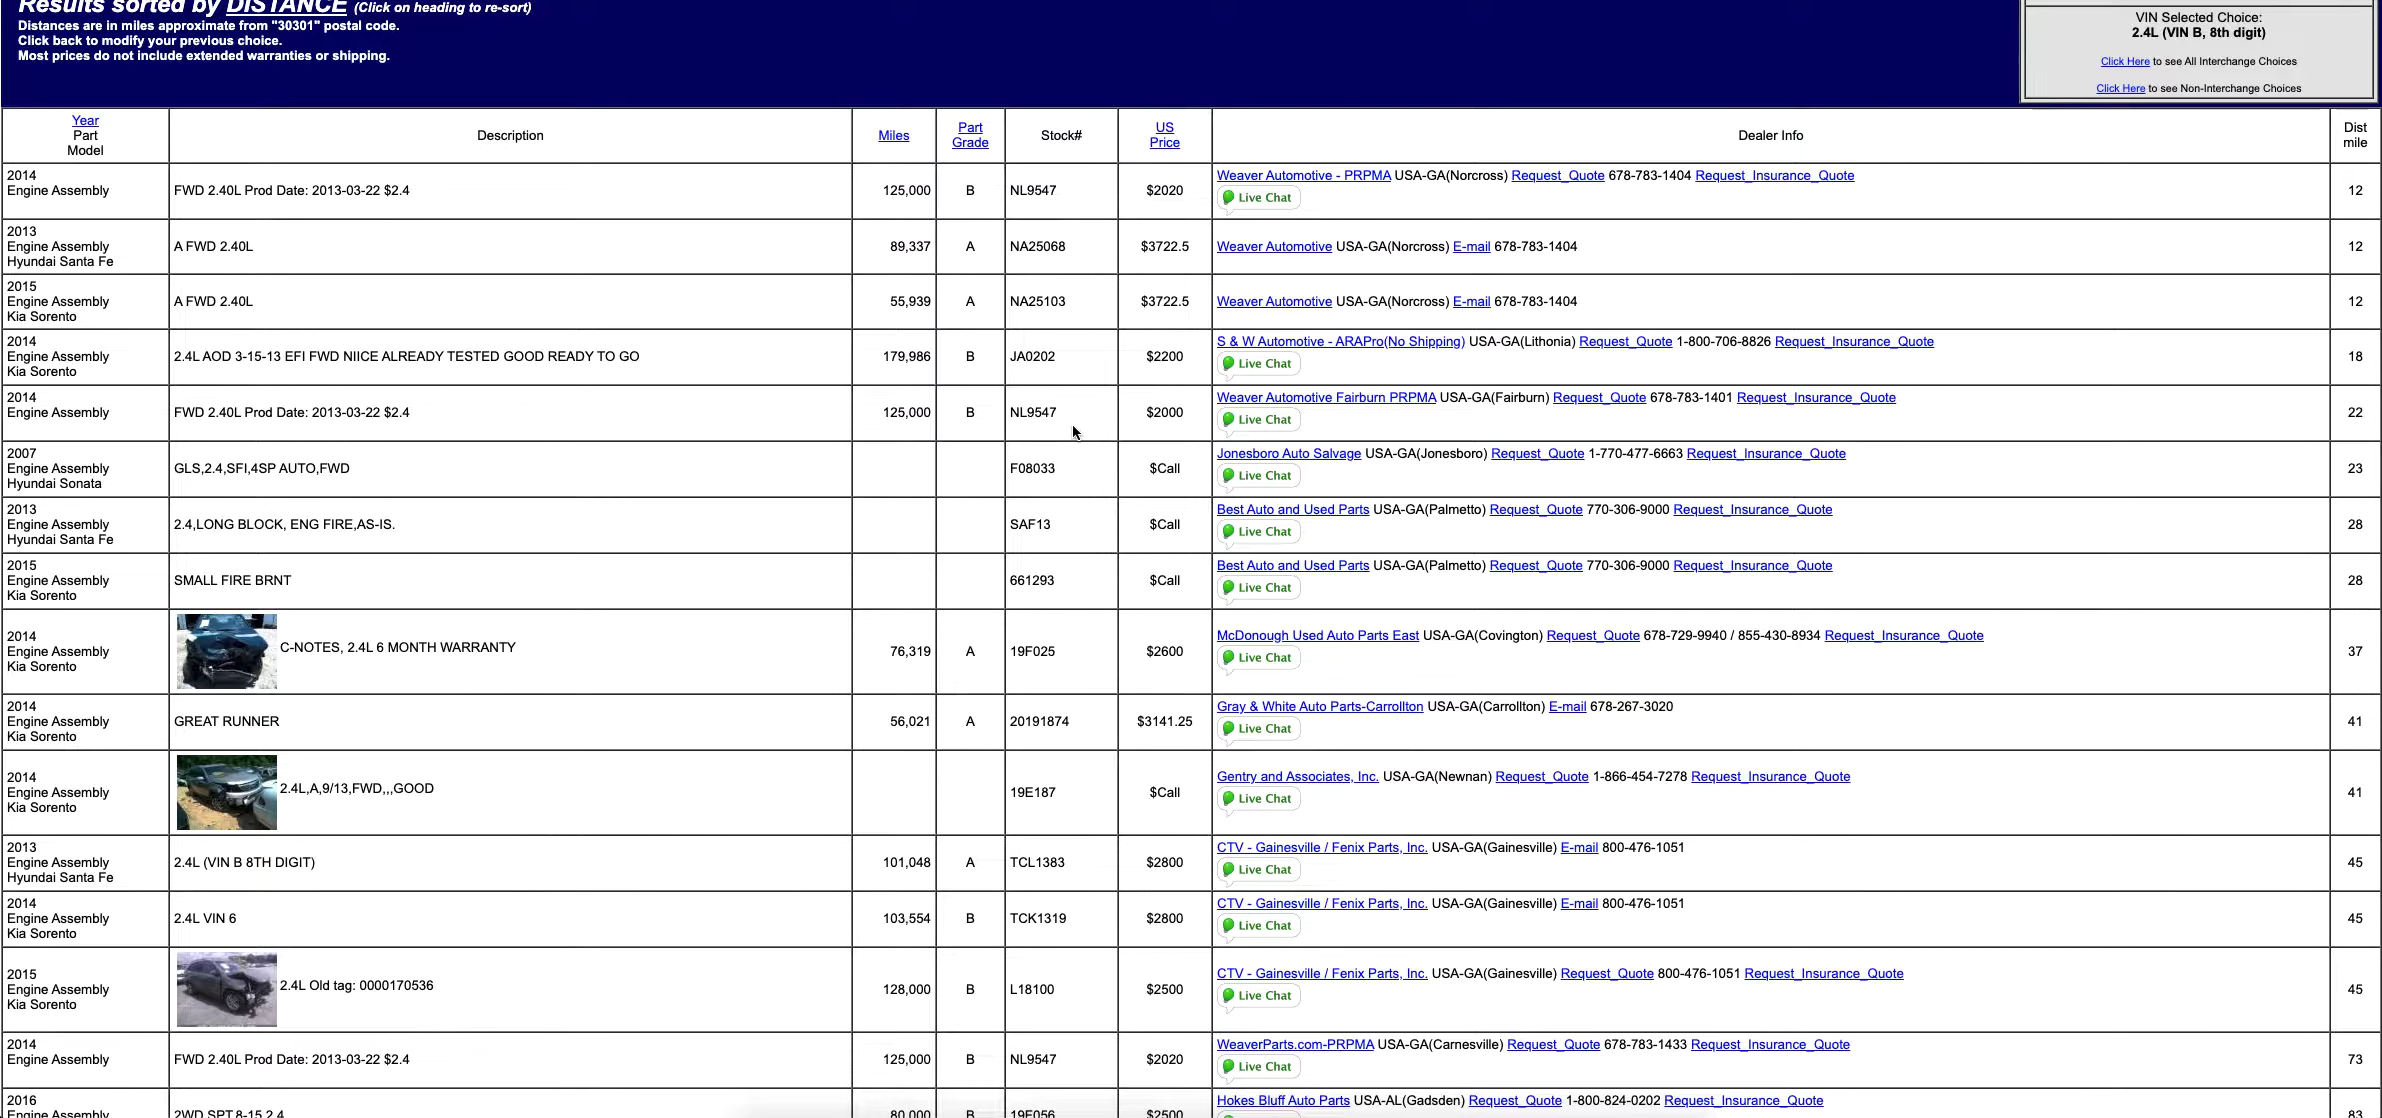 Results sorted by DISTANCE (Click on heading to re-sort)
Distances are in miles approximate from "30301" postal code.
Click back to modify your previous choice.
Most prices do not include extended warranties or shipping.
VIN Selected Choice:
2.4L (VIN B, 8th digit)
Click Here to see All Interchange Choices
Click Here to see Non-Interchange Choices
Year
Part
Model
Description
Miles
Part
Grade
Stock#
US
Price
Dealer Info
Dist
mile
2014
Engine Assembly
FWD 2.40L Prod Date: 2013-03-22 $2.4
125,000
B
NL9547
$2020
Weaver Automotive - PRPMA USA-GA(Norcross) Request_Quote 678-783-1404 Request_Insurance_Quote
Live Chat
12
2013
Engine Assembly
Hyundai Santa Fe
A FWD 2.40L
89,337
A
NA25068
$3722.5
Weaver Automotive USA-GA(Norcross) E-mail 678-783-1404
12
2015
Engine Assembly
Kia Sorento
A FWD 2.40L
55,939
A
NA25103
$3722.5
Weaver Automotive USA-GA(Norcross) E-mail 678-783-1404
12
2014
Engine Assembly
Kia Sorento
2.4L AOD 3-15-13 EFI FWD NIICE ALREADY TESTED GOOD READY TO GO
179,986
B
JA0202
$2200
S & W Automotive - ARAPro(No Shipping) USA-GA(Lithonia) Request_Quote 1-800-706-8826 Request_Insurance_Quote
Live Chat
18
2014
Engine Assembly
FWD 2.40L Prod Date: 2013-03-22 $2.4
125,000
B
NL9547
$2000
Weaver Automotive Fairburn PRPMA USA-GA(Fairburn) Request_Quote 678-783-1401 Request_Insurance_Quote
Live Chat
22
2007
Engine Assembly
Hyundai Sonata
GLS,2.4,SFI,4SP AUTO,FWD
F08033
$Call
Jonesboro Auto Salvage USA-GA(Jonesboro) Request_Quote 1-770-477-6663 Request_Insurance_Quote
Live Chat
23
2013
Engine Assembly
Hyundai Santa Fe
2.4,LONG BLOCK, ENG FIRE,AS-IS.
SAF13
$Call
Best Auto and Used Parts USA-GA(Palmetto) Request_Quote 770-306-9000 Request_Insurance_Quote
Live Chat
28
2015
Engine Assembly
Kia Sorento
SMALL FIRE BRNT
661293
$Call
Best Auto and Used Parts USA-GA(Palmetto) Request_Quote 770-306-9000 Request_Insurance_Quote
Live Chat
28
2014
Engine Assembly
Kia Sorento
C-NOTES, 2.4L 6 MONTH WARRANTY
76,319
A
19F025
$2600
McDonough Used Auto Parts East USA-GA(Covington) Request_Quote 678-729-9940 / 855-430-8934 Request_Insurance_Quote
Live Chat
37
2014
Engine Assembly
Kia Sorento
GREAT RUNNER
56,021
A
20191874
$3141.25
Gray & White Auto Parts-Carrollton USA-GA(Carrollton) E-mail 678-267-3020
Live Chat
41
2014
Engine Assembly
Kia Sorento
2.4L,A,9/13,FWD,,,GOOD
19E187
$Call
Gentry and Associates, Inc. USA-GA(Newnan) Request_Quote 1-866-454-7278 Request_Insurance_Quote
Live Chat
41
2013
Engine Assembly
Hyundai Santa Fe
2.4L (VIN B 8TH DIGIT)
101,048
A
TCL1383
$2800
CTV - Gainesville / Fenix Parts, Inc. USA-GA(Gainesville) E-mail 800-476-1051
Live Chat
45
2014
Engine Assembly
Kia Sorento
2.4L VIN 6
103,554
B
TCK1319
$2800
CTV - Gainesville / Fenix Parts, Inc. USA-GA(Gainesville) E-mail 800-476-1051
Live Chat
45
2015
Engine Assembly
Kia Sorento
2.4L Old tag: 0000170536
128,000
B
L18100
$2500
CTV - Gainesville / Fenix Parts, Inc. USA-GA(Gainesville) Request_Quote 800-476-1051 Request_Insurance_Quote
Live Chat
45
2014
Engine Assembly
FWD 2.40L Prod Date: 2013-03-22 $2.4
125,000
B
NL9547
$2020
WeaverParts.com-PRPMA USA-GA(Carnesville) Request_Quote 678-783-1433 Request_Insurance_Quote
Live Chat
73
2016
Engine Assembly
2WD SPT 8-15 2.4
80,000
B
19F056
$2500
Hokes Bluff Auto Parts USA-AL(Gadsden) Request_Quote 1-800-824-0202 Request_Insurance_Quote
83